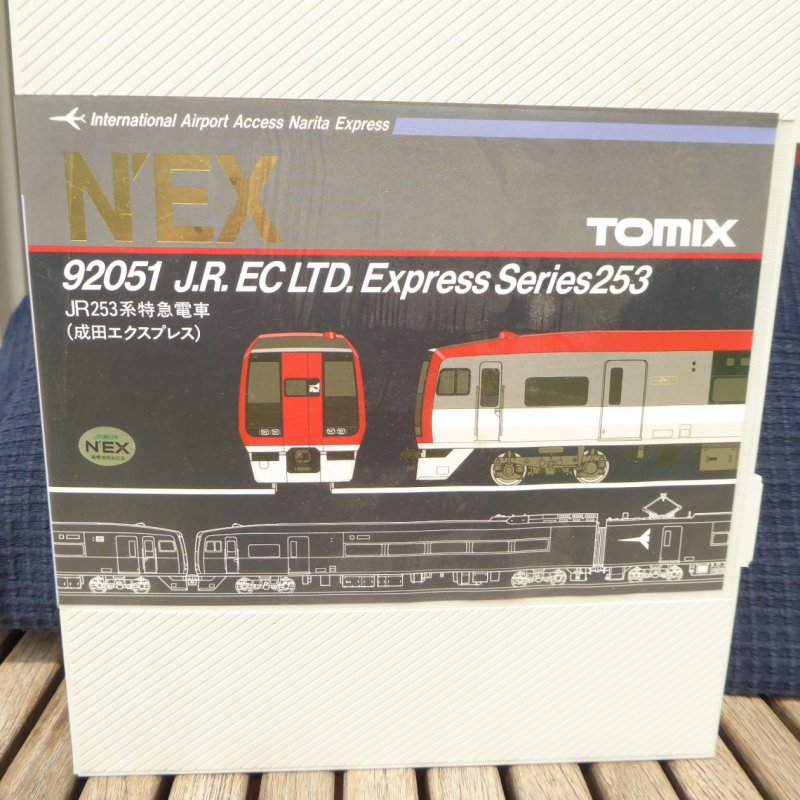 International Airport Access Narita Express
N'EX
TOMIX
92051 J.R. EC LTD. Express Series253
JR253系特急電車
(成田エクスプレス)
N'EX